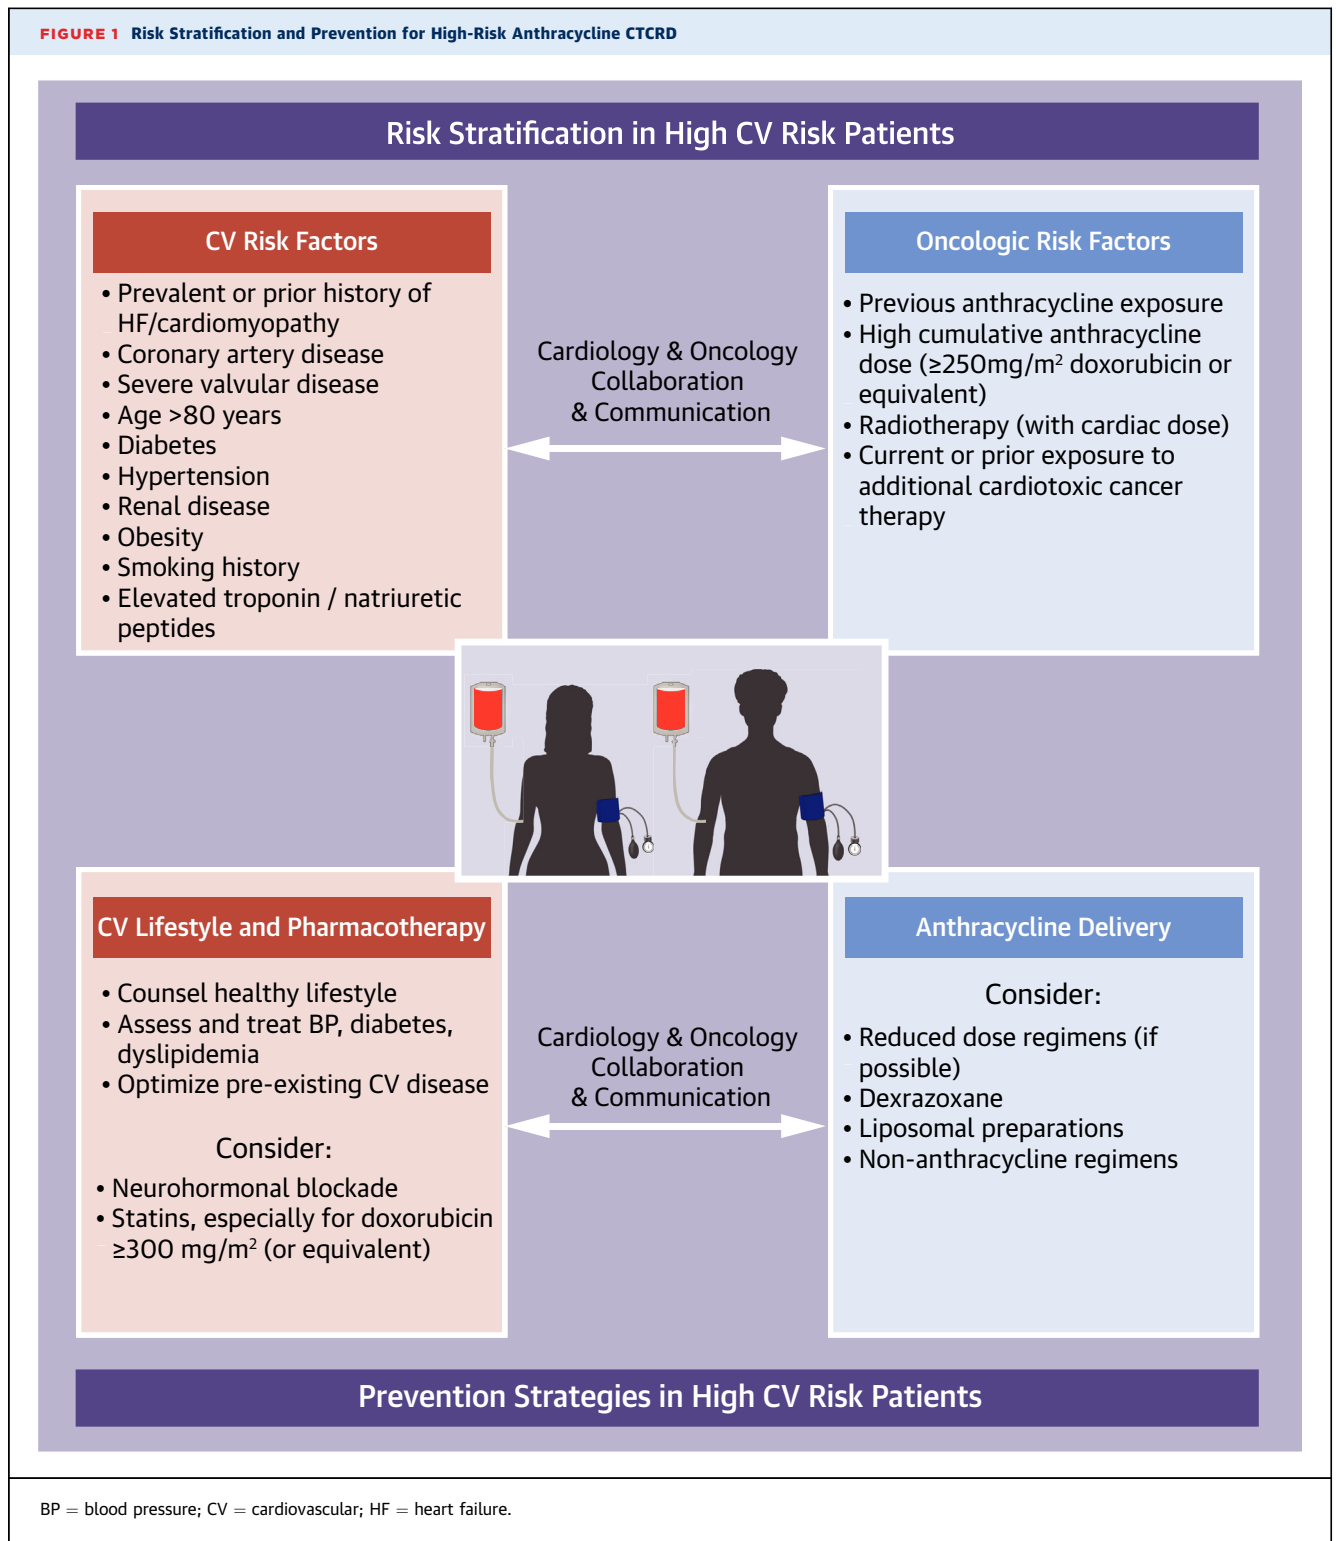 FIGURE 1 Risk Stratification and Prevention for High-Risk Anthracycline CTCRD
Risk Stratification in High CV Risk Patients
CV Risk Factors
• Prevalent or prior history of
HF/cardiomyopathy
• Coronary artery disease
• Severe valvular disease
• Age >80 years
• Diabetes
• Hypertension
• Renal disease
• Obesity
• Smoking history
• Elevated troponin / natriuretic
peptides
Cardiology & Oncology
Collaboration
& Communication
Oncologic Risk Factors
• Previous anthracycline exposure
• High cumulative anthracycline
dose (≥250mg/m² doxorubicin or
equivalent)
• Radiotherapy (with cardiac dose)
• Current or prior exposure to
additional cardiotoxic cancer
therapy
CV Lifestyle and Pharmacotherapy
• Counsel healthy lifestyle
• Assess and treat BP, diabetes,
dyslipidemia
• Optimize pre-existing CV disease
Consider:
• Neurohormonal blockade
• Statins, especially for doxorubicin
≥300 mg/m² (or equivalent)
Cardiology & Oncology
Collaboration
& Communication
Anthracycline Delivery
Consider:
• Reduced dose regimens (if
possible)
• Dexrazoxane
• Liposomal preparations
• Non-anthracycline regimens
Prevention Strategies in High CV Risk Patients
BP = blood pressure; CV = cardiovascular; HF = heart failure.